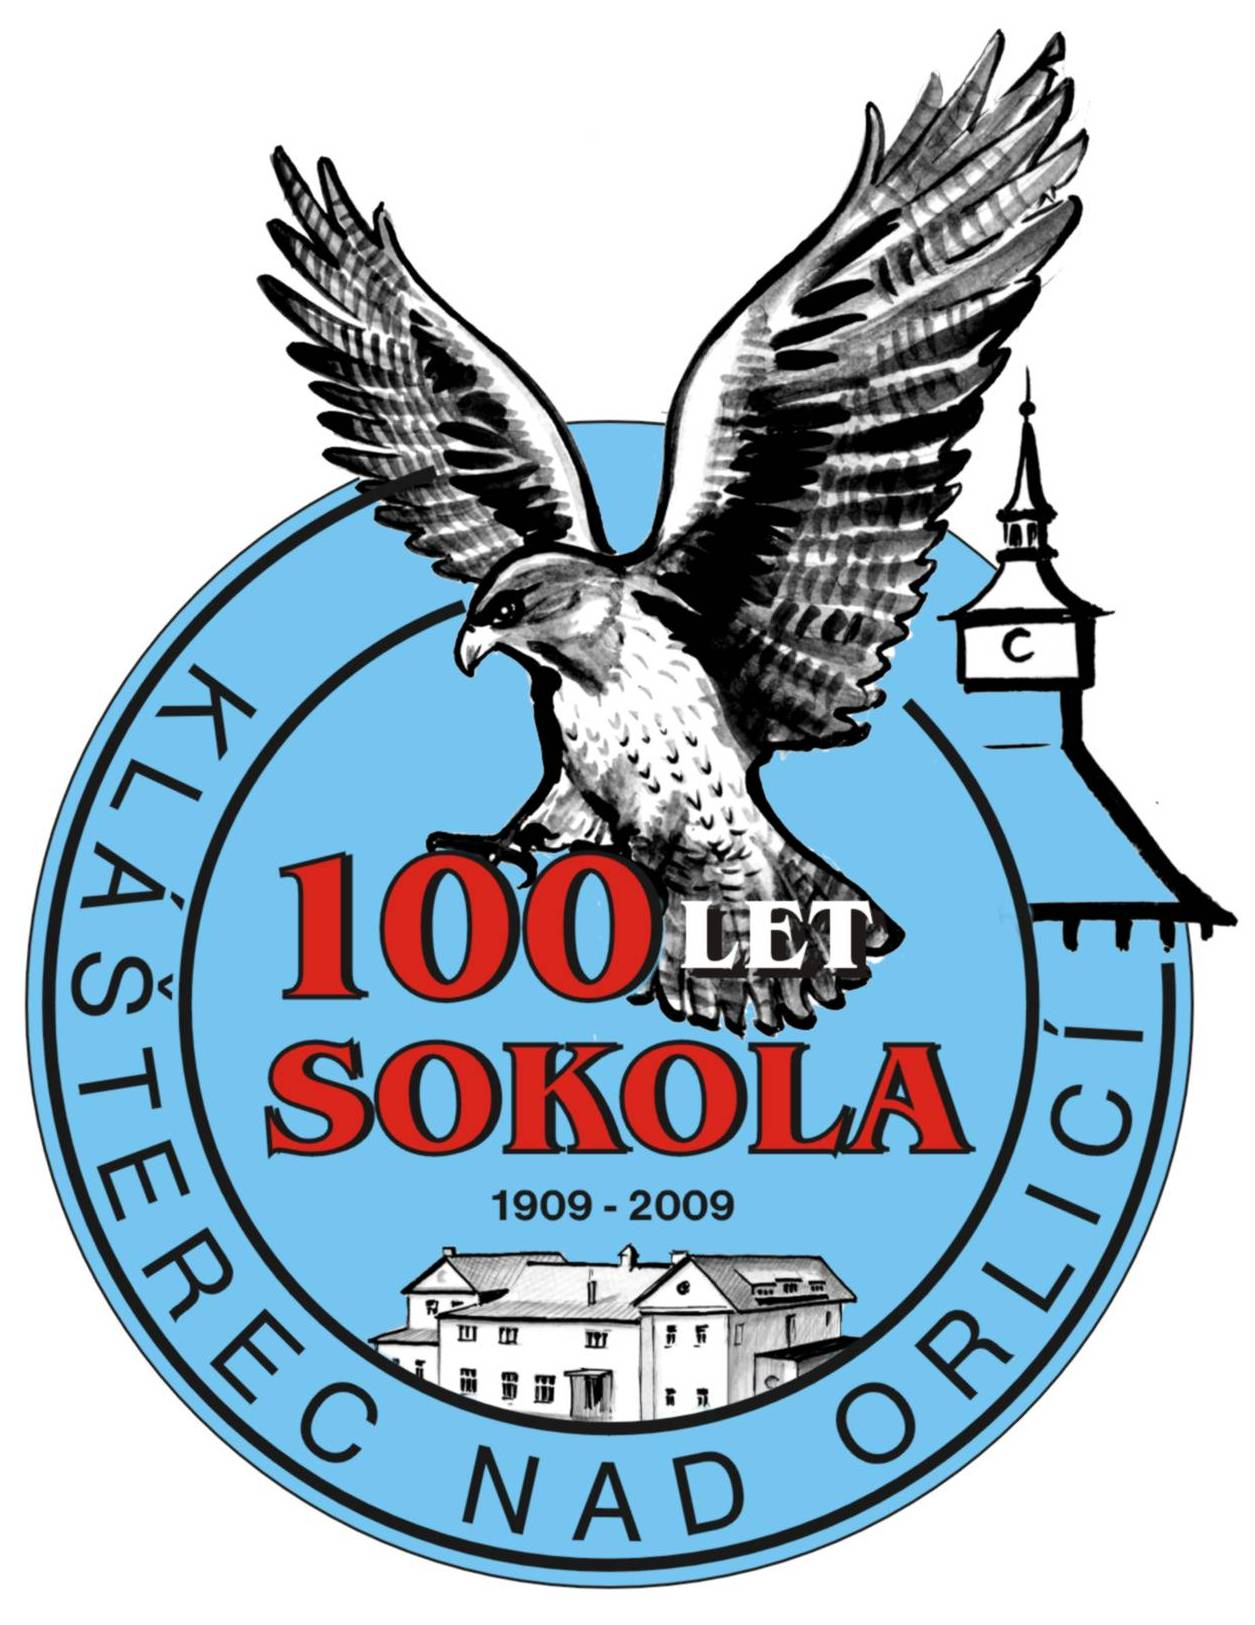 100 LET
SOKOLA
1909 - 2009
KLÁŠTEREC NAD ORLICÍ